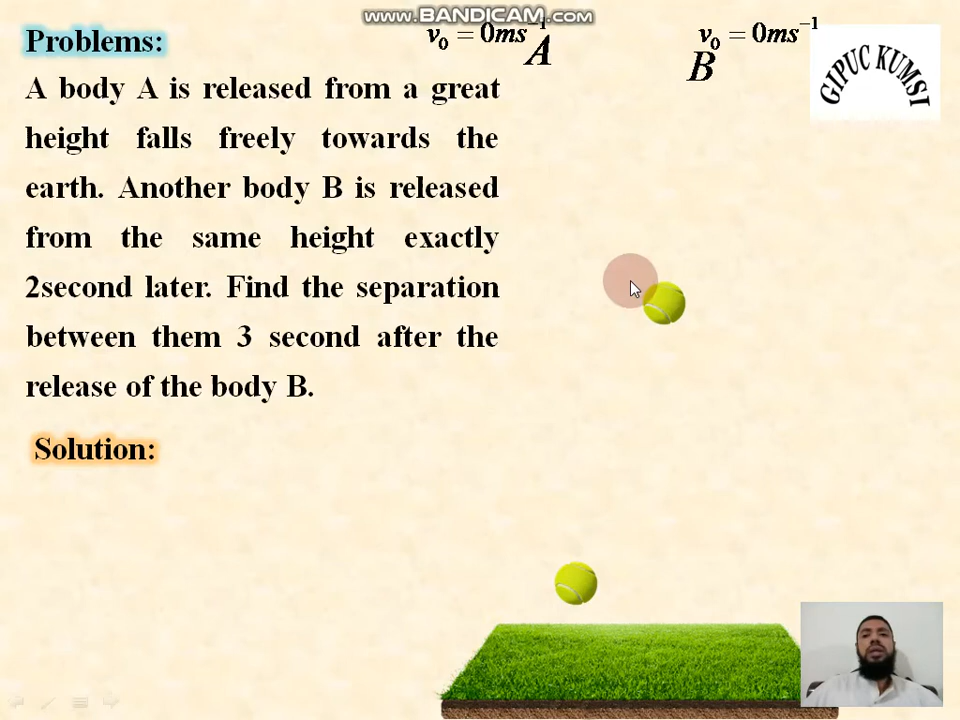 www.BANDICAM.com
v₀ = 0ms⁻¹
A
v₀ = 0ms⁻¹
B
GIPUC KUMSI
Problems:
A body A is released from a great
height falls freely towards the
earth. Another body B is released
from the same height exactly
2second later. Find the separation
between them 3 second after the
release of the body B.
Solution: